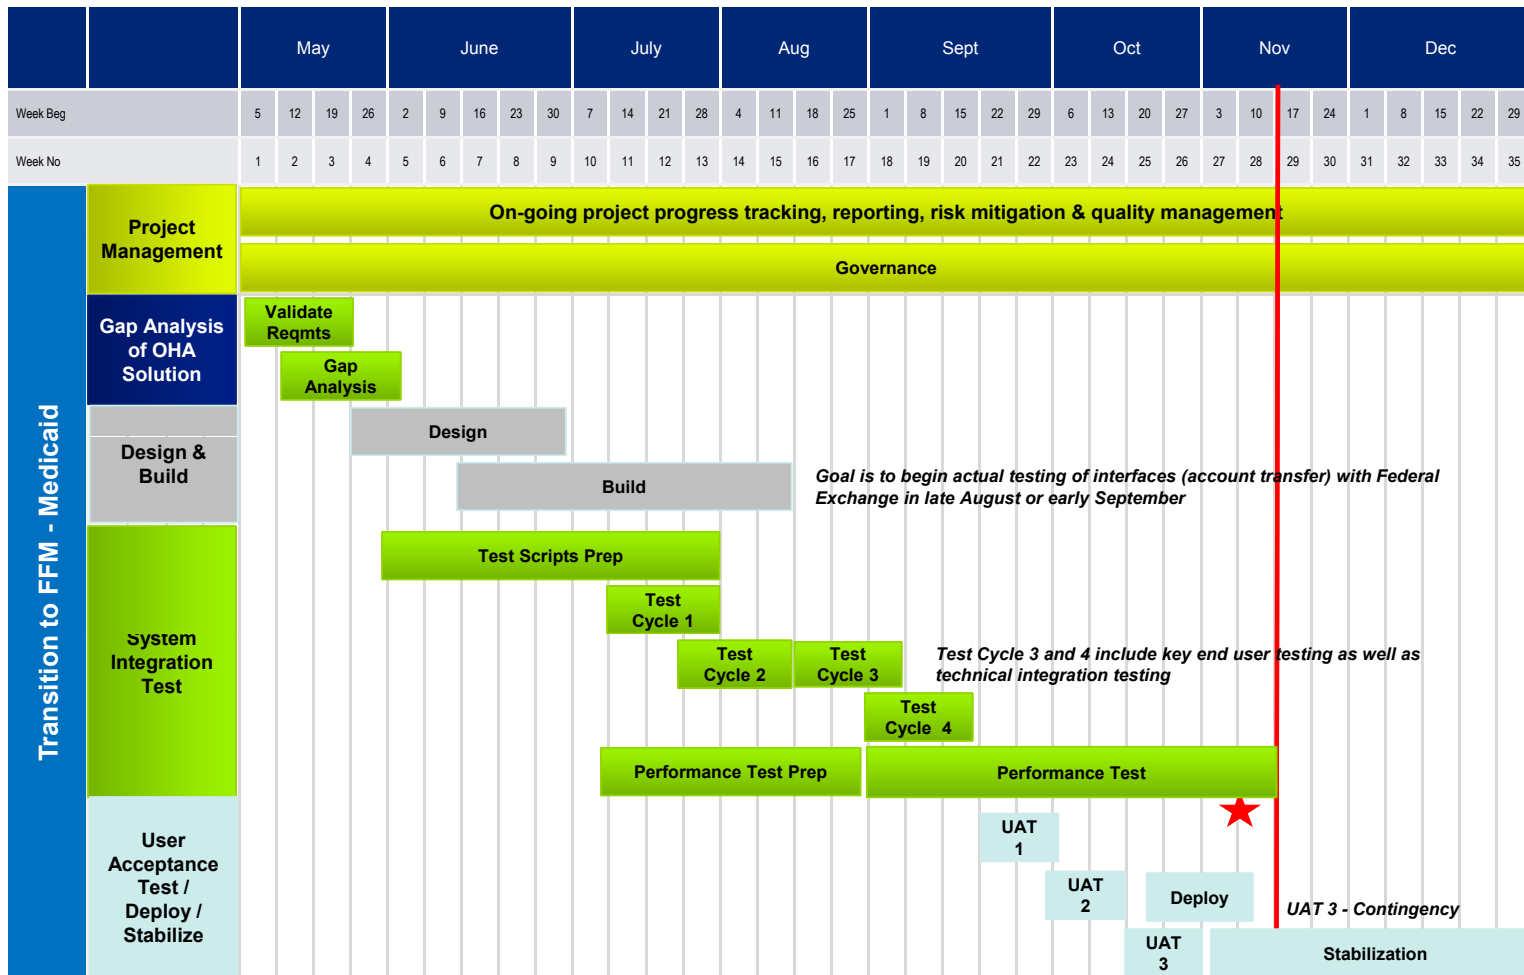 May June July Aug Sept Oct Nov Dec
Week Beg 5 12 19 26 2 9 16 23 30 7 14 21 28 4 11 18 25 1 8 15 22 29 6 13 20 27 3 10 17 24 1 8 15 22 29
Week No 1 2 3 4 5 6 7 8 9 10 11 12 13 14 15 16 17 18 19 20 21 22 23 24 25 26 27 28 29 30 31 32 33 34 35
Transition to FFM - Medicaid
Project
Management
On-going project progress tracking, reporting, risk mitigation & quality management
Governance
Gap Analysis
of OHA
Solution
Validate
Reqmts
Gap
Analysis
Design &
Build
Design
Build
Goal is to begin actual testing of interfaces (account transfer) with Federal
Exchange in late August or early September
System
Integration
Test
Test Scripts Prep
Test
Cycle 1
Test
Cycle 2
Test
Cycle 3
Test Cycle 3 and 4 include key end user testing as well as
technical integration testing
Test
Cycle 4
Performance Test Prep
Performance Test
User
Acceptance
Test /
Deploy /
Stabilize
UAT
1
UAT
2
Deploy
UAT 3 - Contingency
UAT
3
Stabilization